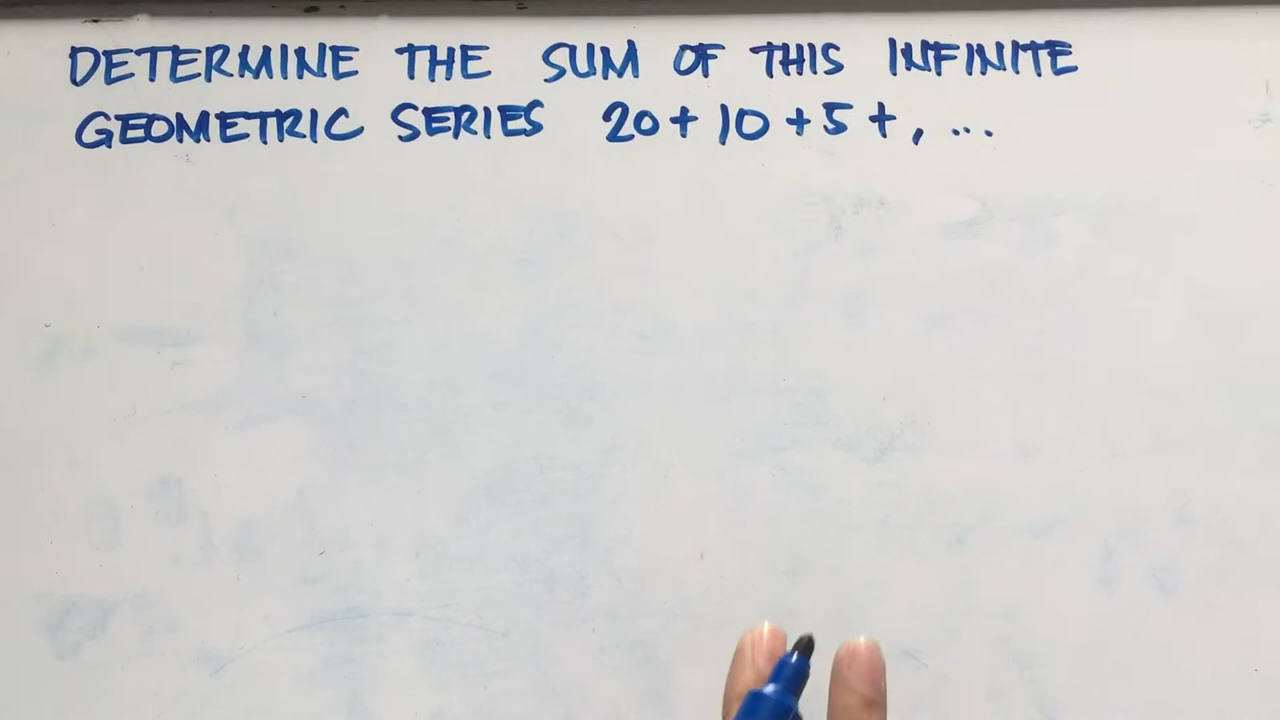 DETERMINE THE SUM OF THIS INFINITE
GEOMETRIC SERIES 20 + 10 + 5 + , ...